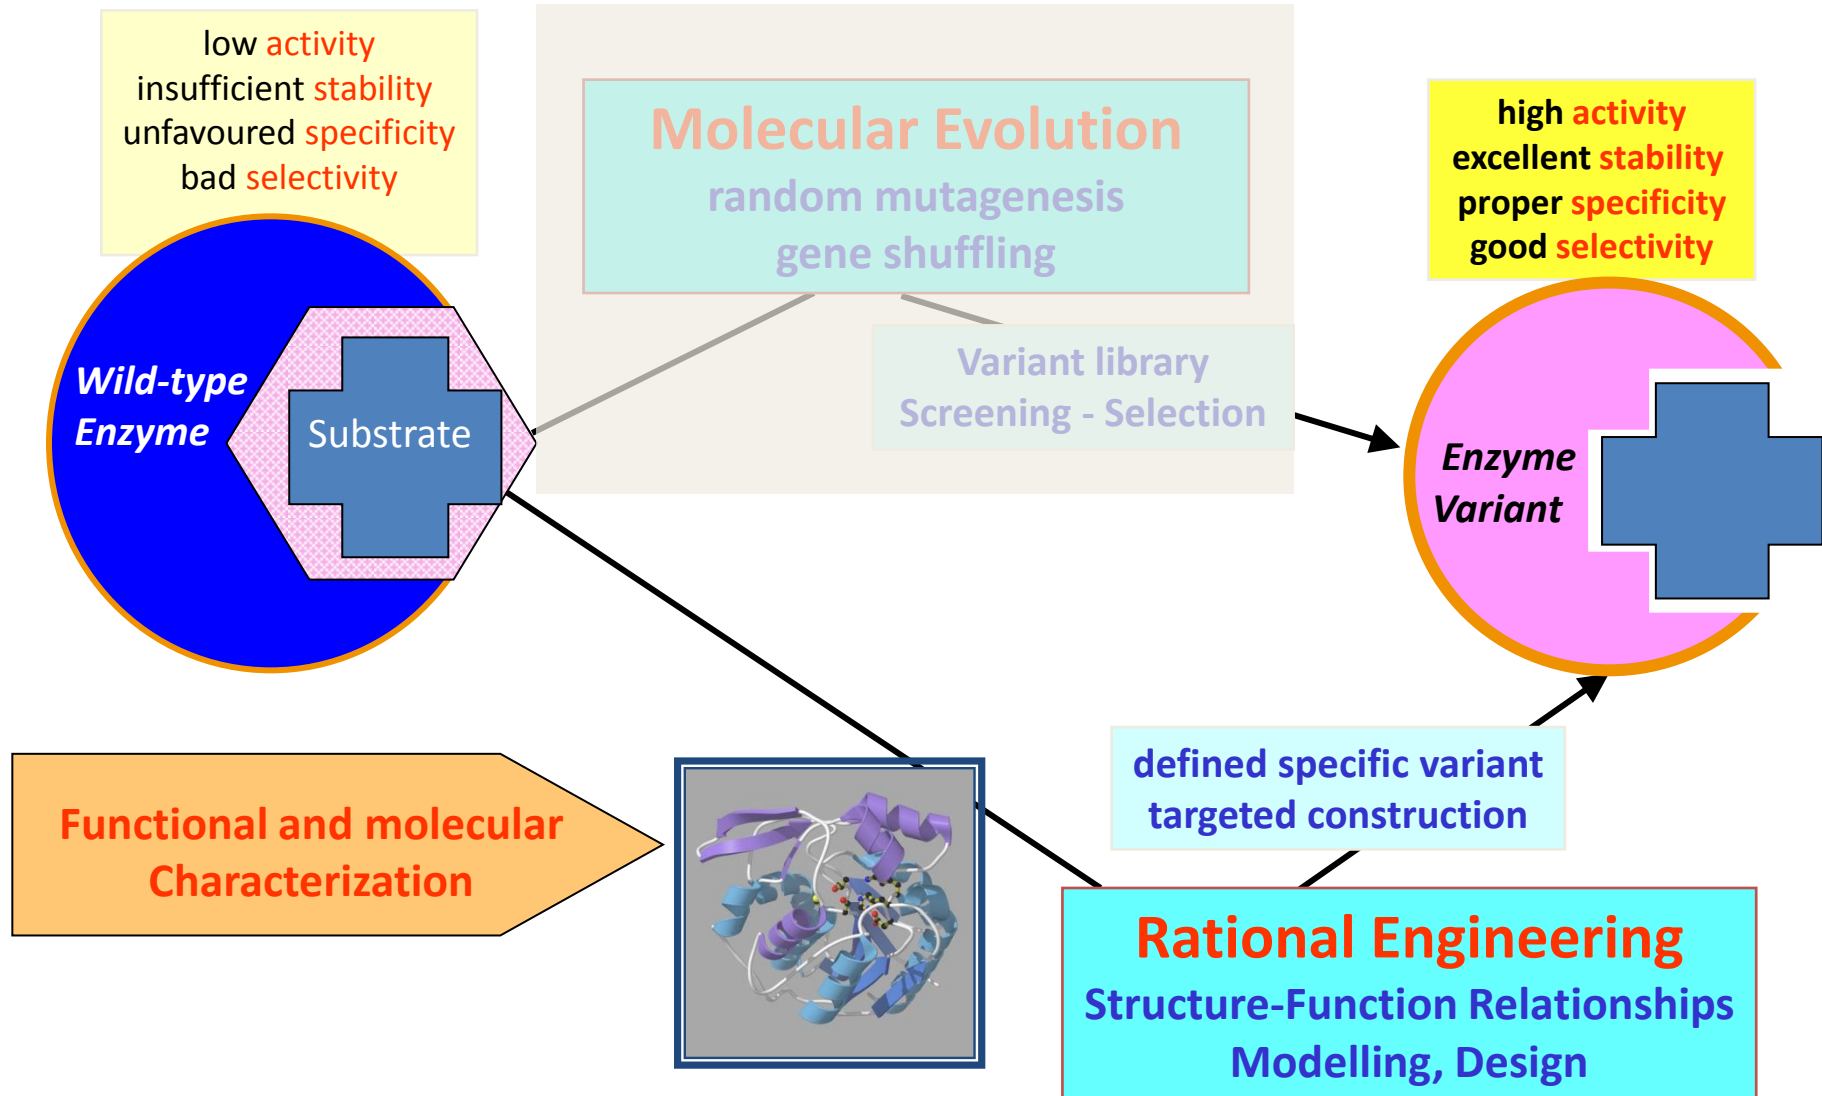 low activity
insufficient stability
unfavoured specificity
bad selectivity
Molecular Evolution
random mutagenesis
gene shuffling
Variant library
Screening - Selection
high activity
excellent stability
proper specificity
good selectivity
Wild-type
Enzyme
Substrate
Enzyme
Variant
Functional and molecular
Characterization
defined specific variant
targeted construction
Rational Engineering
Structure-Function Relationships
Modelling, Design